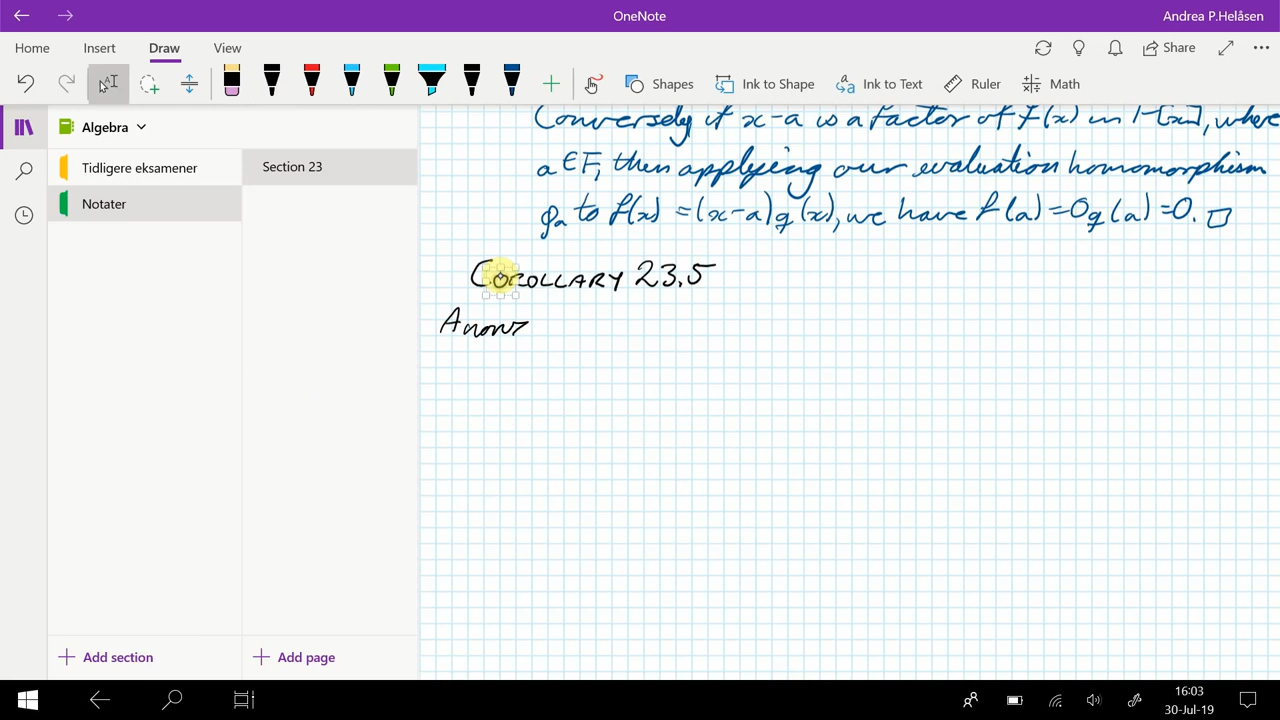 OneNote
Andrea P.Helåsen
Home Insert Draw View
Share
Shapes Ink to Shape Ink to Text Ruler Math
Algebra
Tidligere eksamener
Notater
Section 23
Conversely if x-a is a factor of f(x) in F[x], where
a∈F, then applying our evaluation homomorphism
φa to f(x) = (x-a)q(x), we have f(a)=0q(a)=0. □
COROLLARY 23.5
A nonz
Add section
Add page
16:03
30-Jul-19